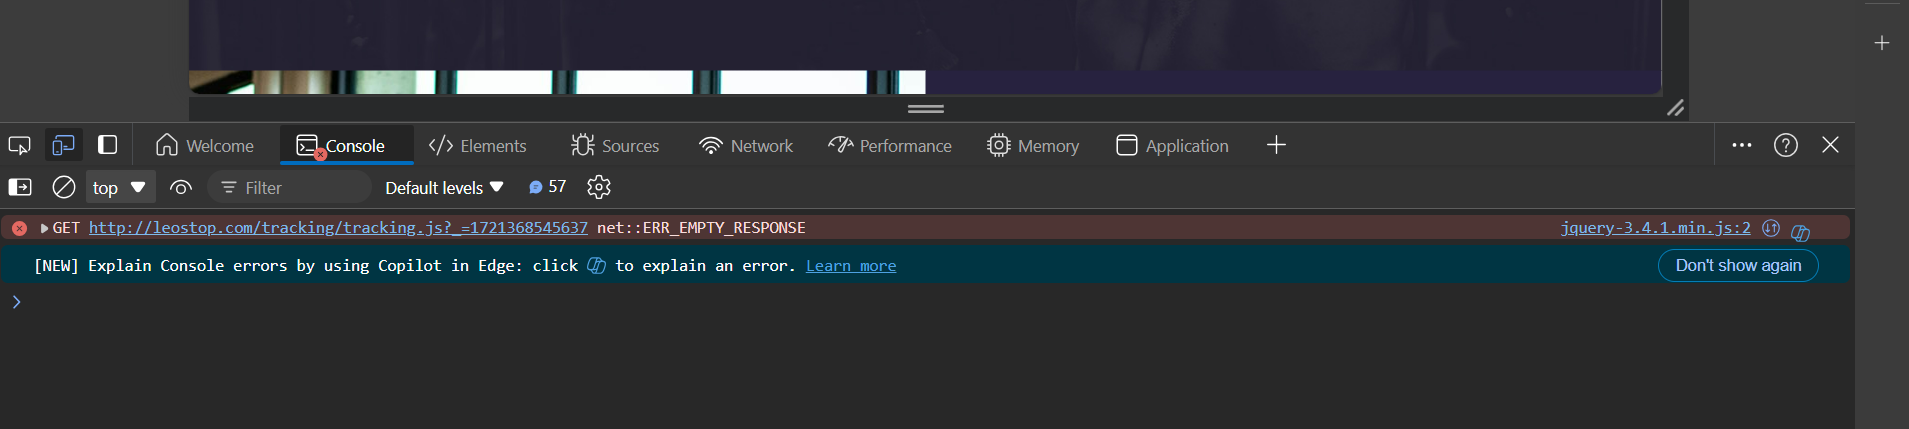 Welcome Console Elements Sources Network Performance Memory Application
top Filter Default levels 57
GET http://leostop.com/tracking/tracking.js?_=1721368545637 net::ERR_EMPTY_RESPONSE jquery-3.4.1.min.js:2
[NEW] Explain Console errors by using Copilot in Edge: click to explain an error. Learn more Don't show again